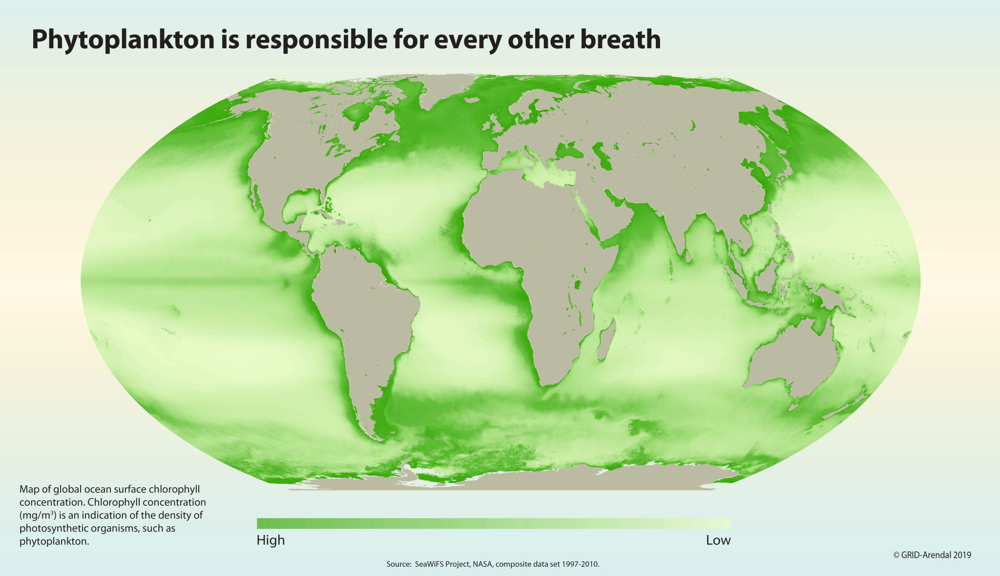 Phytoplankton is responsible for every other breath
Map of global ocean surface chlorophyll
concentration. Chlorophyll concentration
(mg/m³) is an indication of the density of
photosynthetic organisms, such as
phytoplankton.
High
Low
Source: SeaWiFS Project, NASA, composite data set 1997-2010.
© GRID-Arendal 2019